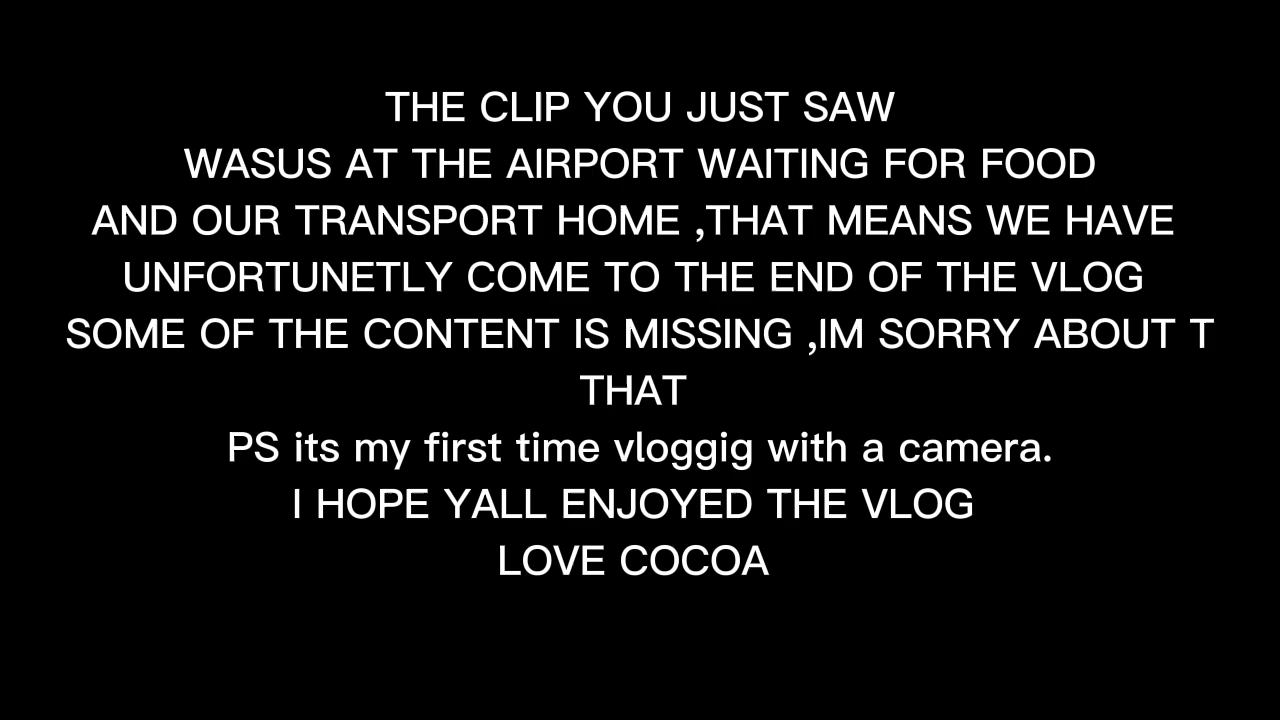 THE CLIP YOU JUST SAW
WASUS AT THE AIRPORT WAITING FOR FOOD
AND OUR TRANSPORT HOME ,THAT MEANS WE HAVE
UNFORTUNETLY COME TO THE END OF THE VLOG
SOME OF THE CONTENT IS MISSING ,IM SORRY ABOUT T
THAT
PS its my first time vloggig with a camera.
I HOPE YALL ENJOYED THE VLOG
LOVE COCOA